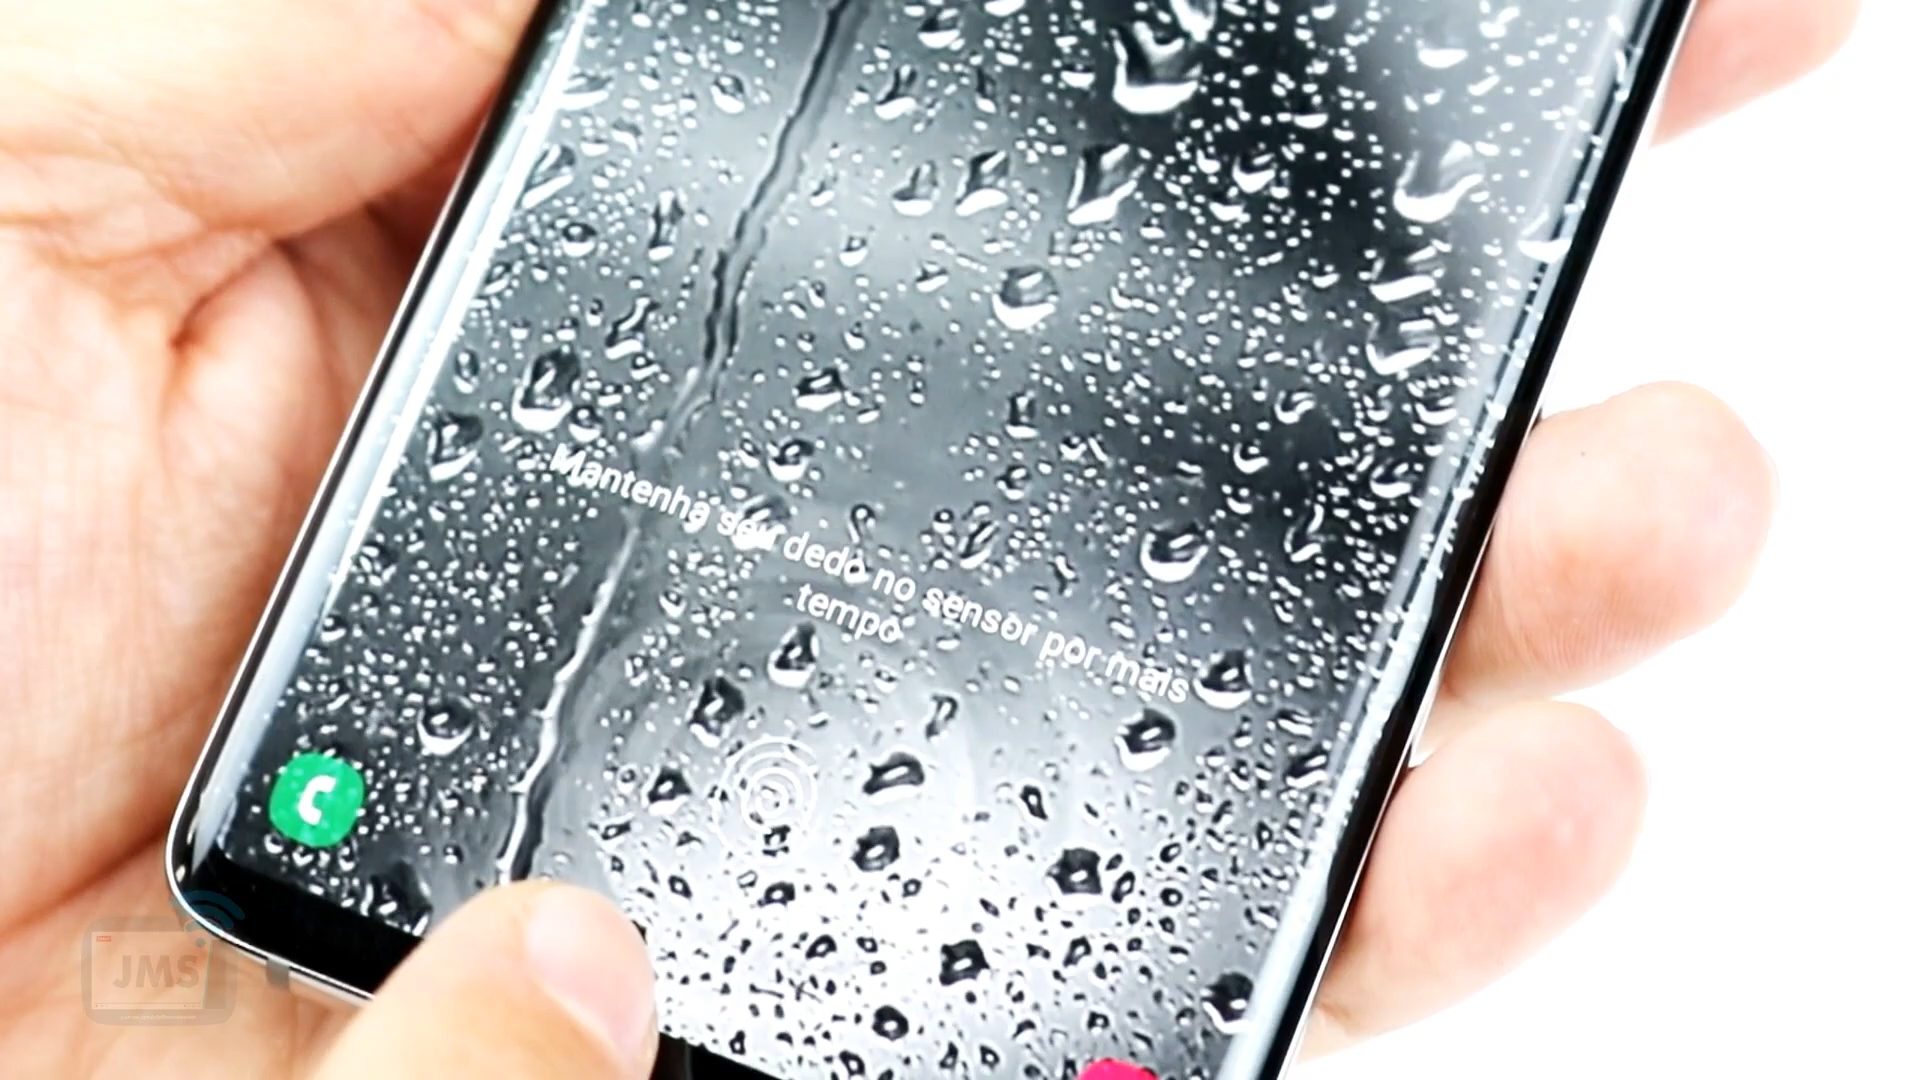 Mantenha seu dedo no sensor por mais
tempo
JMS